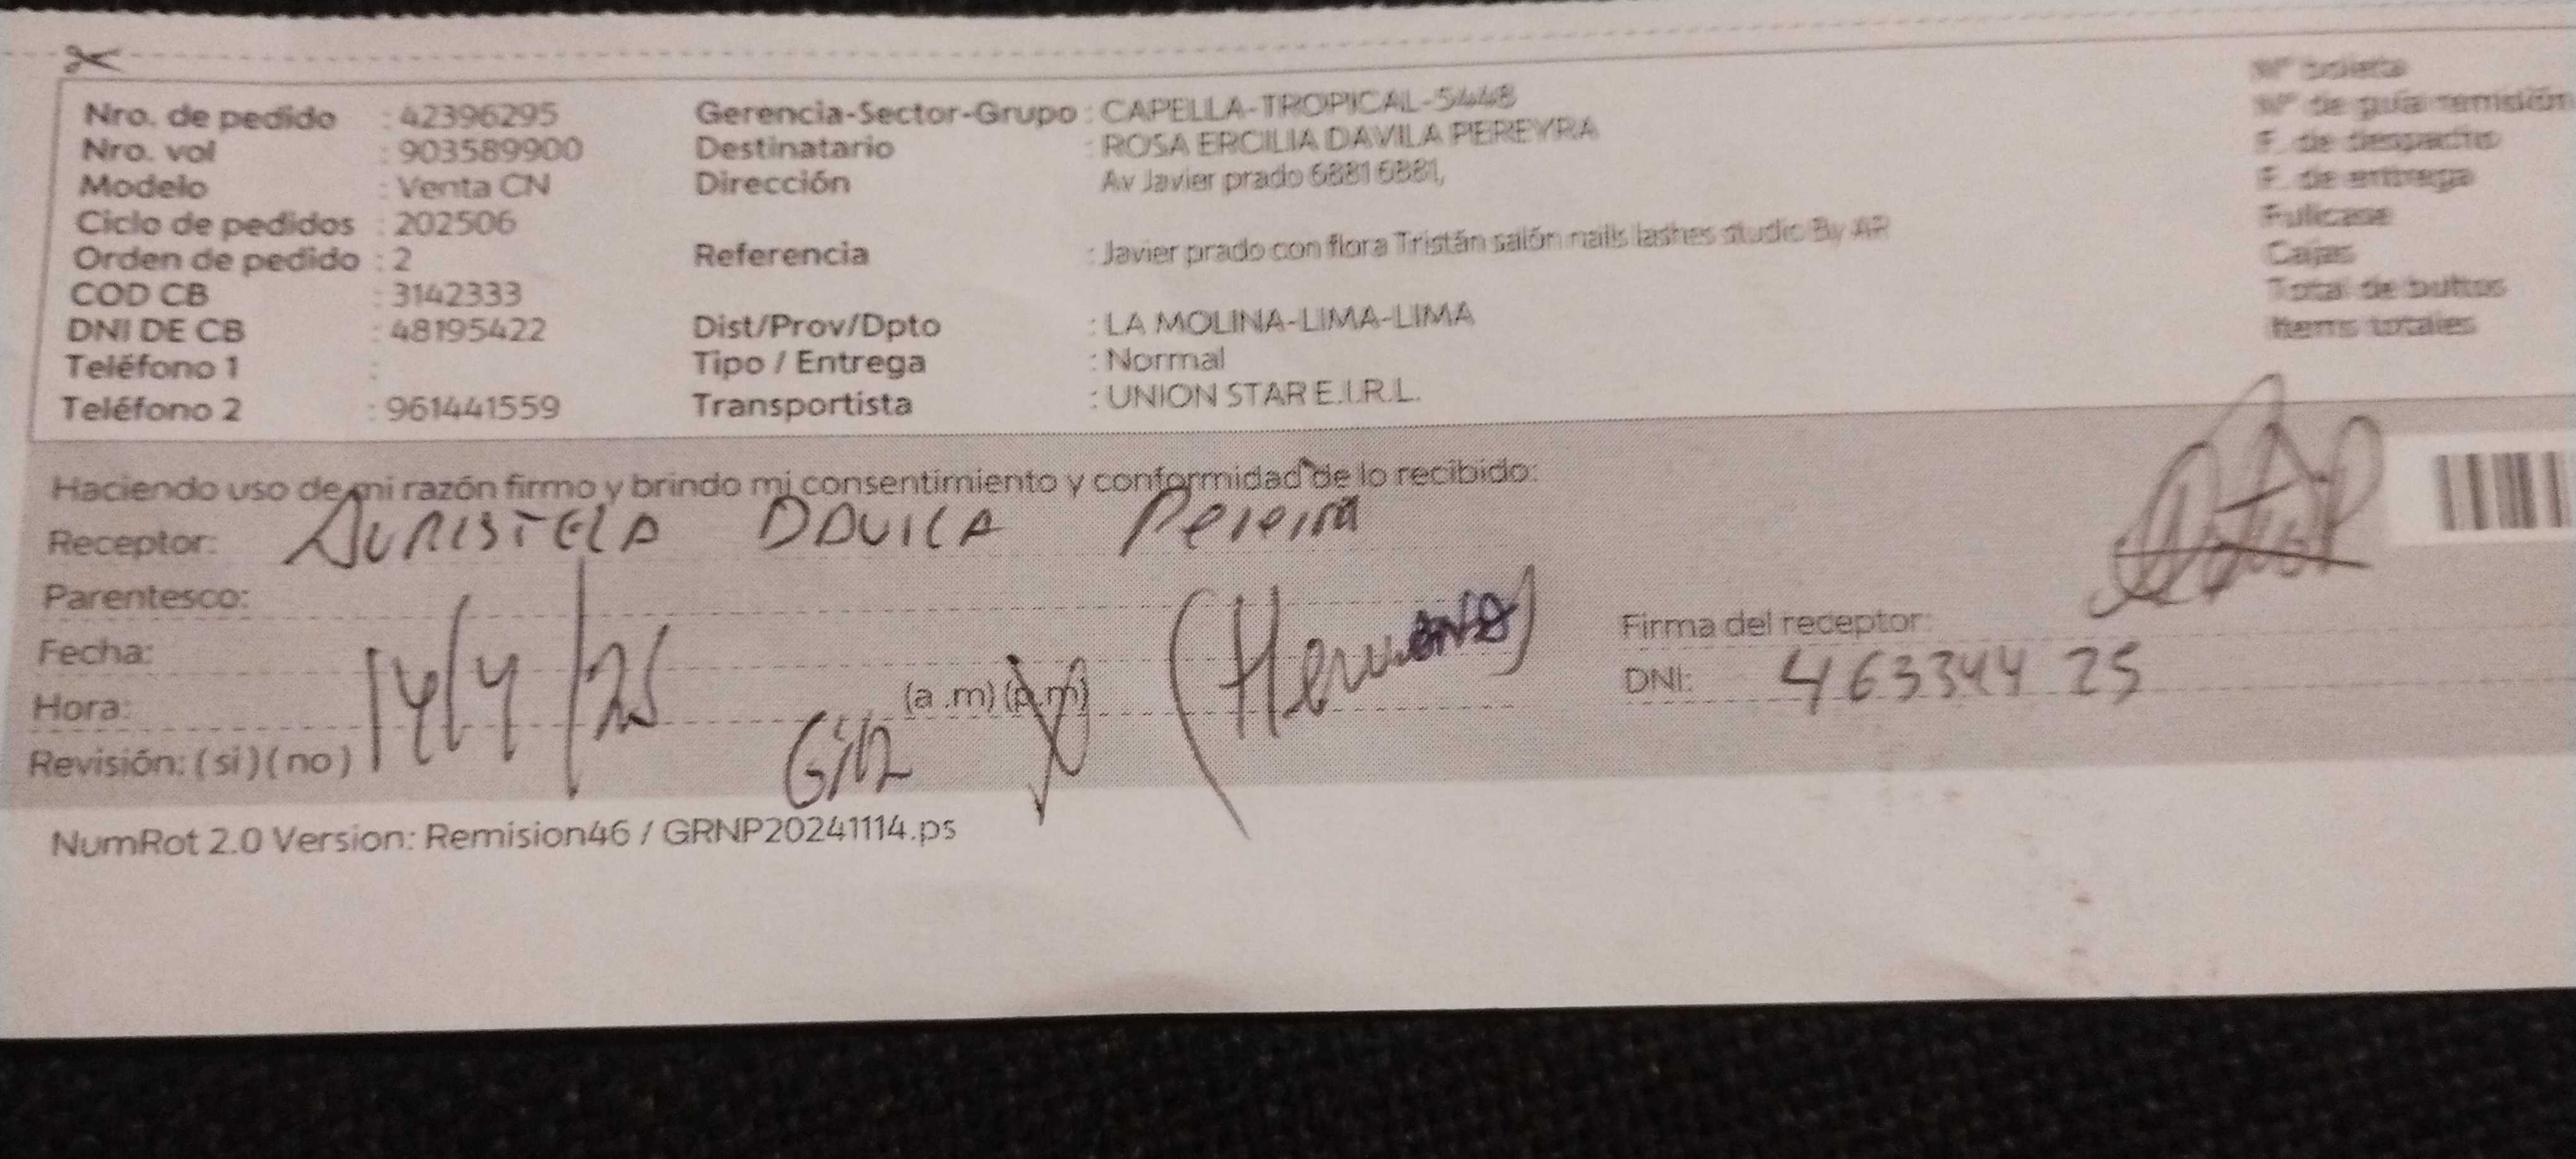 Nro. de pedido : 42396295 Gerencia-Sector-Grupo : CAPELLA-TROPICAL-5448 N° boleta
Nro. vol : 903589900 Destinatario : ROSA ERCILIA DAVILA PEREYRA N° de guía remisión
Modelo : Venta CN Dirección Av Javier prado 6881 6881, F. de despacho
Ciclo de pedidos : 202506 F. de entrega
Orden de pedido : 2 Referencia : Javier prado con flora Tristán salón nails lashes studio By AR Fullcase
COD CB : 3142333 Cajas
DNI DE CB : 48195422 Dist/Prov/Dpto : LA MOLINA-LIMA-LIMA Total de bultos
Teléfono 1 : Tipo / Entrega : Normal Items totales
Teléfono 2 : 961441559 Transportista : UNION STAR E.I.R.L.
Haciendo uso de mi razón firmo y brindo mi consentimiento y conformidad de lo recibido:
Receptor: AURISTELA DAVILA Pereira
Parentesco: (Hermana)
Firma del receptor:
Fecha: 14/4/25
DNI: 46334425
Hora: (a .m) (p.m)
Revisión: ( si ) ( no )
NumRot 2.0 Version: Remision46 / GRNP20241114.ps